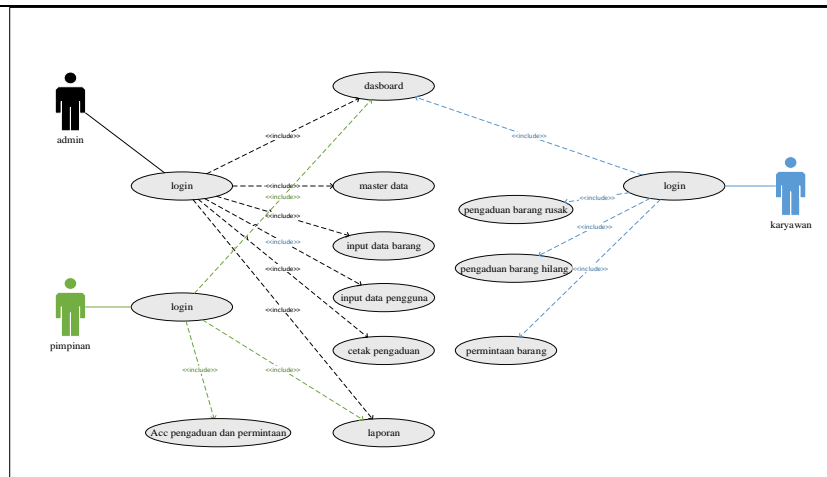 dasboard
<<include>>
<<include>>
admin
login
<<include>>
master data
login
<<include>>
<<include>>
pengaduan barang rusak
karyawan
<<include>>
<<include>>
input data barang
<<include>>
pengaduan barang hilang
<<include>>
<<include>>
input data pengguna
login
<<include>>
pimpinan
cetak pengaduan
permintaan barang
<<include>>
<<include>>
Acc pengaduan dan permintaan
laporan